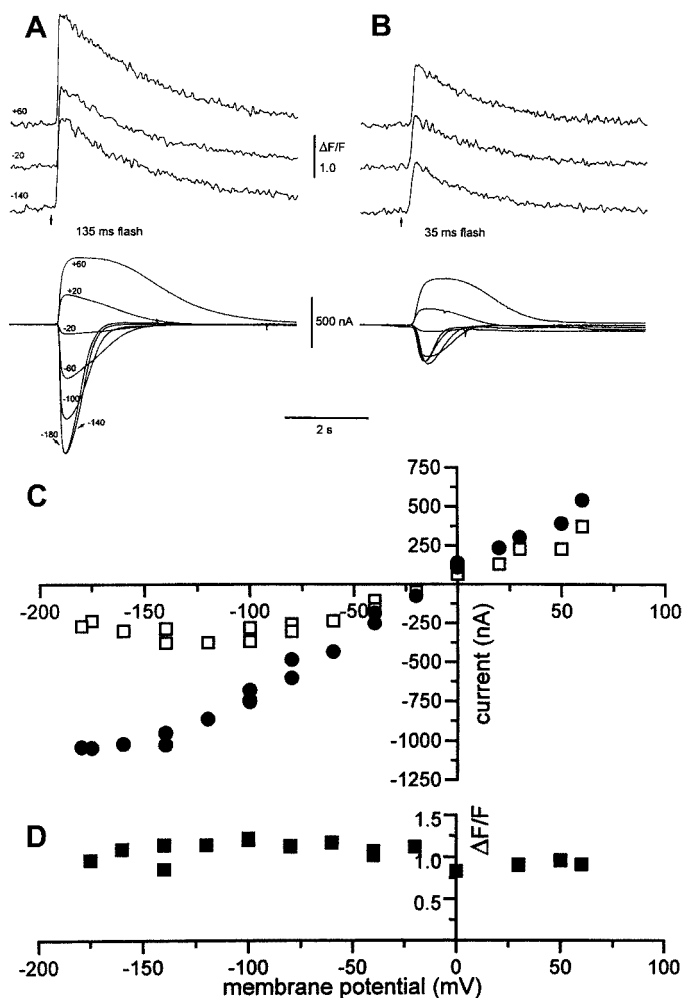 A
B
+60
-20
-140
ΔF/F
1.0
135 ms flash
35 ms flash
+60
+20
-20
-60
-100
-180
-140
500 nA
2 s
C
750
500
250
-200 -150 -100 -50 0 50 100
-250
-500
-750
-1000
-1250
current (nA)
D
1.5
1.0
0.5
ΔF/F
-200 -150 -100 -50 0 50 100
membrane potential (mV)